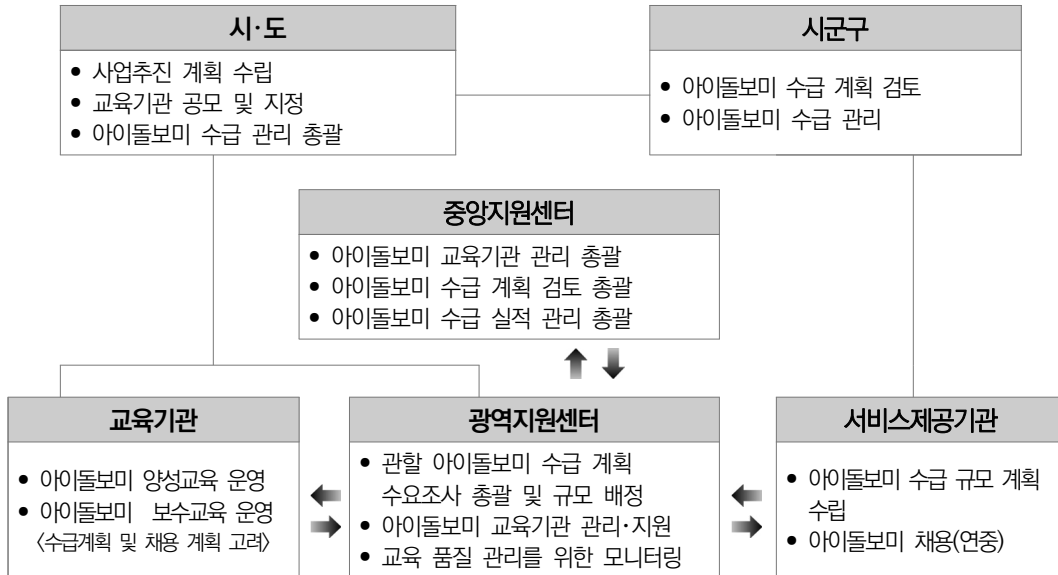 시·도
• 사업추진 계획 수립
• 교육기관 공모 및 지정
• 아이돌보미 수급 관리 총괄
시군구
• 아이돌보미 수급 계획 검토
• 아이돌보미 수급 관리
중앙지원센터
• 아이돌보미 교육기관 관리 총괄
• 아이돌보미 수급 계획 검토 총괄
• 아이돌보미 수급 실적 관리 총괄
교육기관
• 아이돌보미 양성교육 운영
• 아이돌보미 보수교육 운영
〈수급계획 및 채용 계획 고려〉
광역지원센터
• 관할 아이돌보미 수급 계획
수요조사 총괄 및 규모 배정
• 아이돌보미 교육기관 관리·지원
• 교육 품질 관리를 위한 모니터링
서비스제공기관
• 아이돌보미 수급 규모 계획
수립
• 아이돌보미 채용(연중)